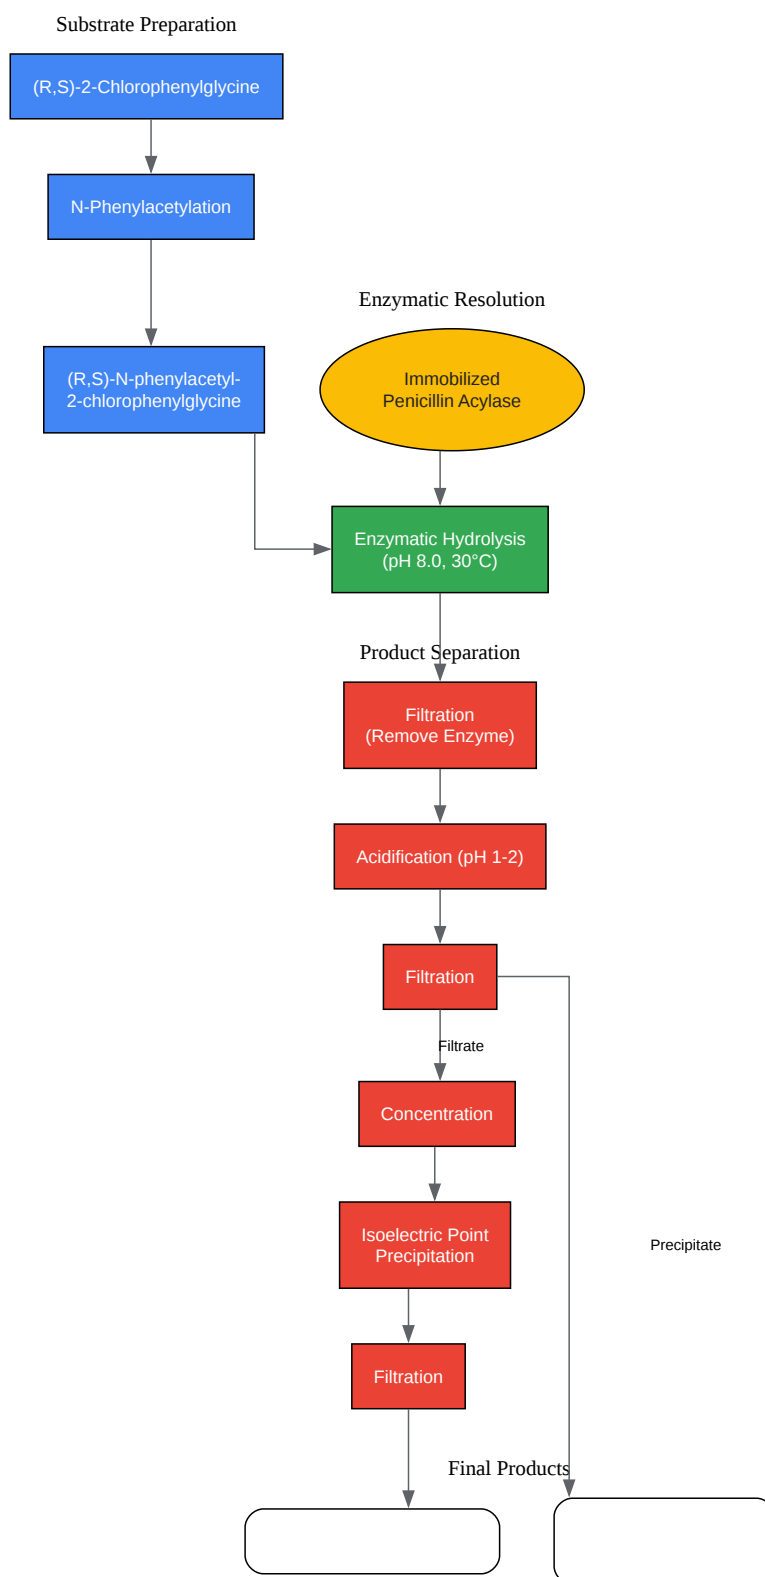 Substrate Preparation
(R,S)-2-Chlorophenylglycine
N-Phenylacetylation
(R,S)-N-phenylacetyl-
2-chlorophenylglycine
Enzymatic Resolution
Immobilized
Penicillin Acylase
Enzymatic Hydrolysis
(pH 8.0, 30°C)
Product Separation
Filtration
(Remove Enzyme)
Acidification (pH 1-2)
Filtration
Filtrate
Concentration
Isoelectric Point
Precipitation
Precipitate
Filtration
Final Products